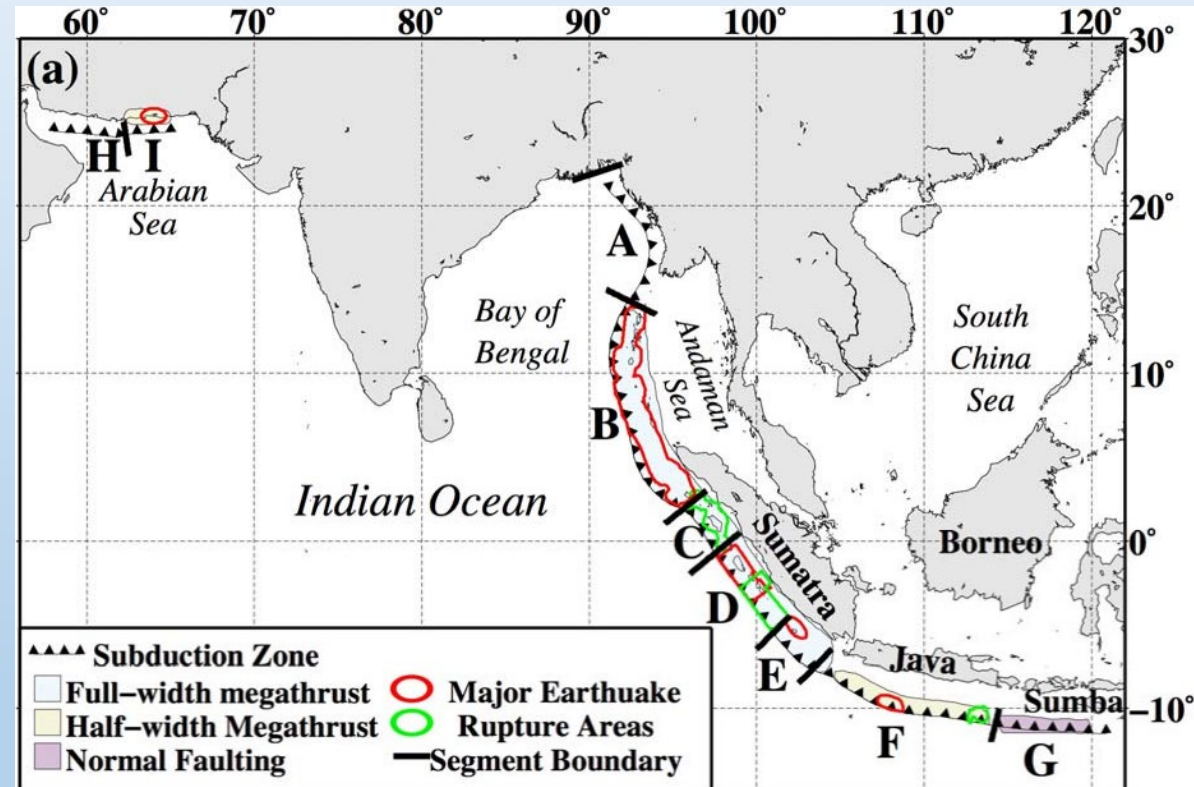 60° 70° 80° 90° 100° 110° 120°
30°
(a)
H I
Arabian
Sea
20°
A
Bay of
Bengal
Andaman
Sea
South
China
Sea
10°
B
Indian Ocean
Sumatra
Borneo
0°
C
D
E
Java
Sumba
−10°
F
G
Subduction Zone
Full−width megathrust
Half−width Megathrust
Normal Faulting
Major Earthuake
Rupture Areas
Segment Boundary